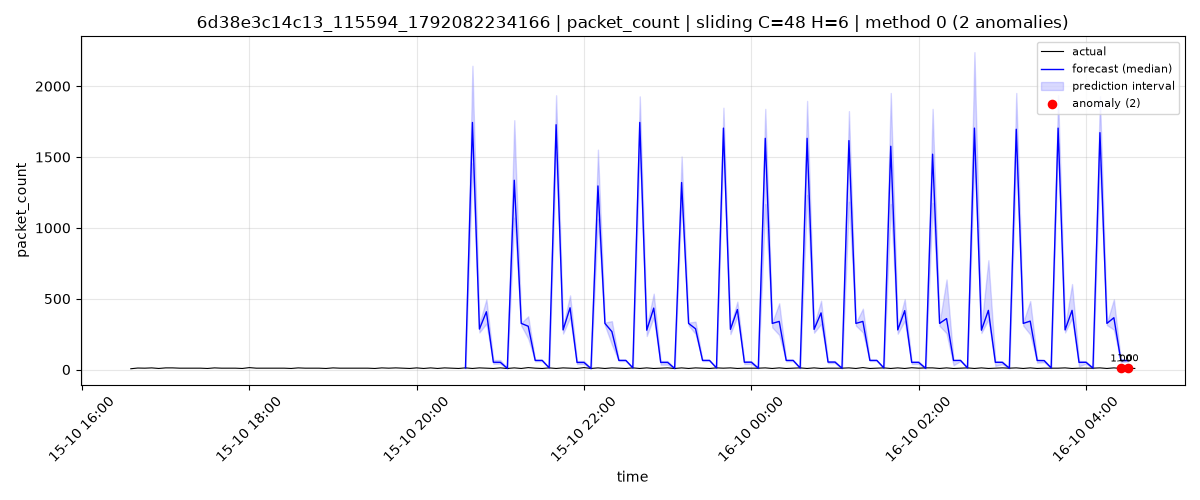 6d38e3c14c13_115594_1792082234166 | packet_count | sliding C=48 H=6 | method 0 (2 anomalies)
actual
forecast (median)
prediction interval
anomaly (2)
packet_count
2000
1500
1000
500
0
15-10 16:00
15-10 18:00
15-10 20:00
15-10 22:00
16-10 00:00
16-10 02:00
16-10 04:00
time